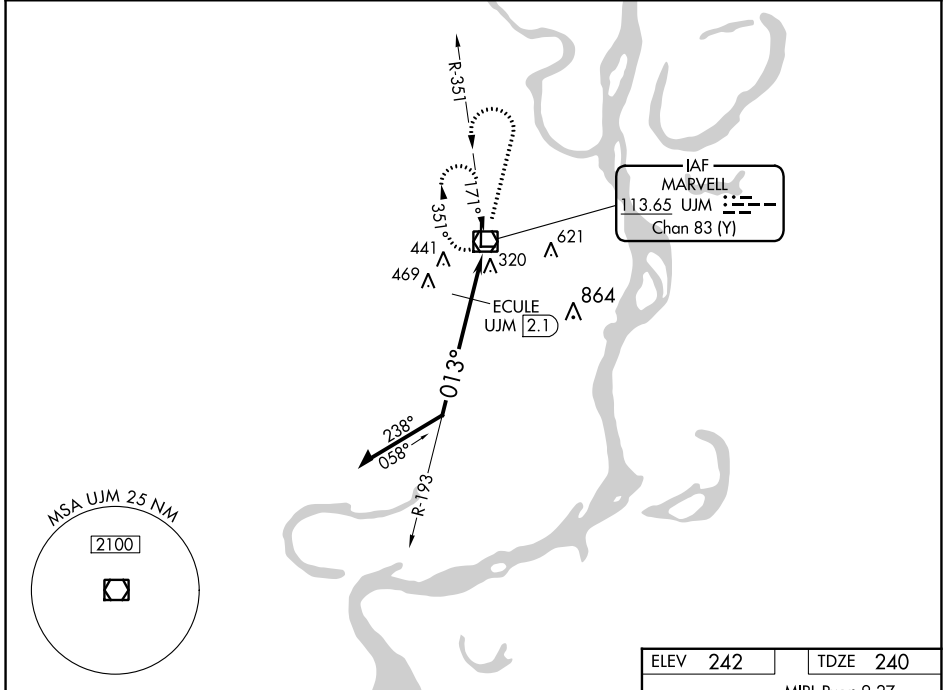 R-351
IAF
MARVELL
113.65 UJM
Chan 83 (Y)
171°
351°
441
621
320
469
ECULE
UJM 2.1
864
013°
238°
058°
R-193
MSA UJM 25 NM
2100
ELEV 242
TDZE 240